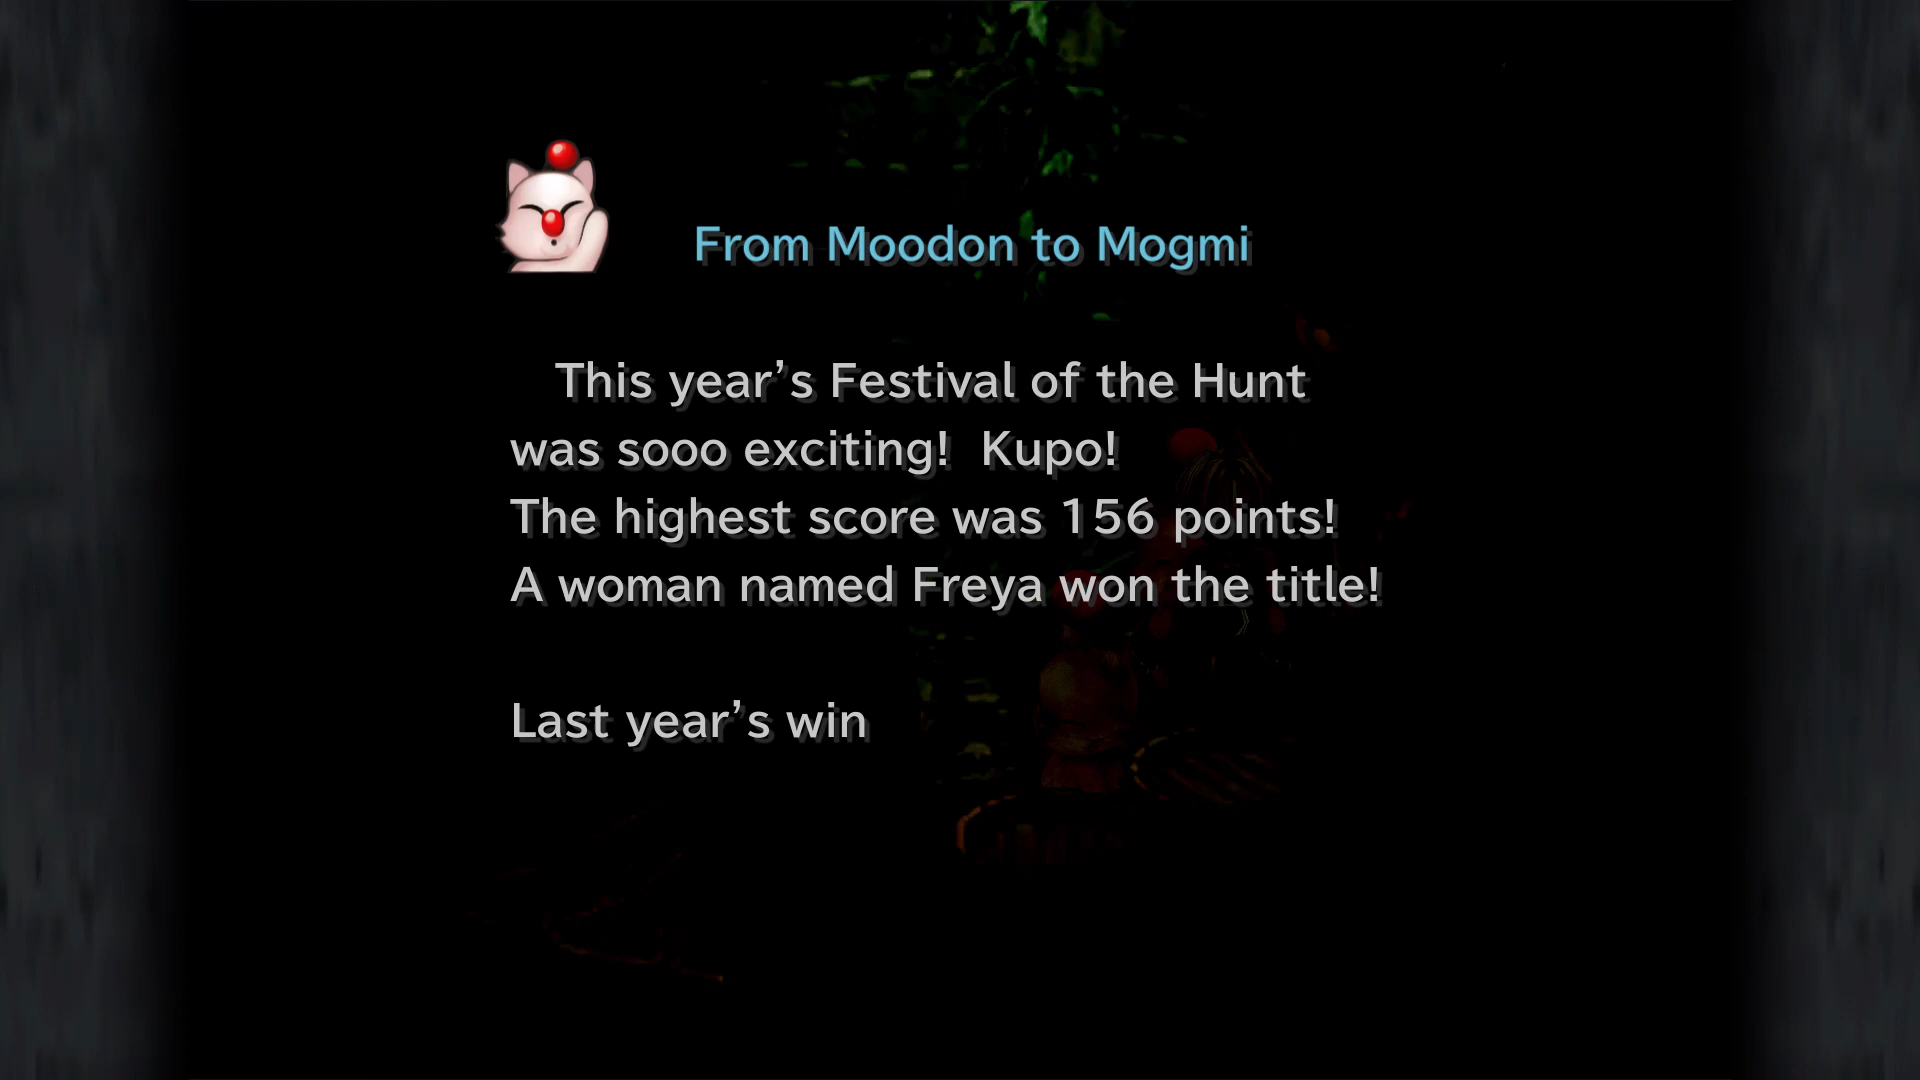 From Moodon to Mogmi
This year’s Festival of the Hunt
was sooo exciting!  Kupo!
The highest score was 156 points!
A woman named Freya won the title!
Last year’s win